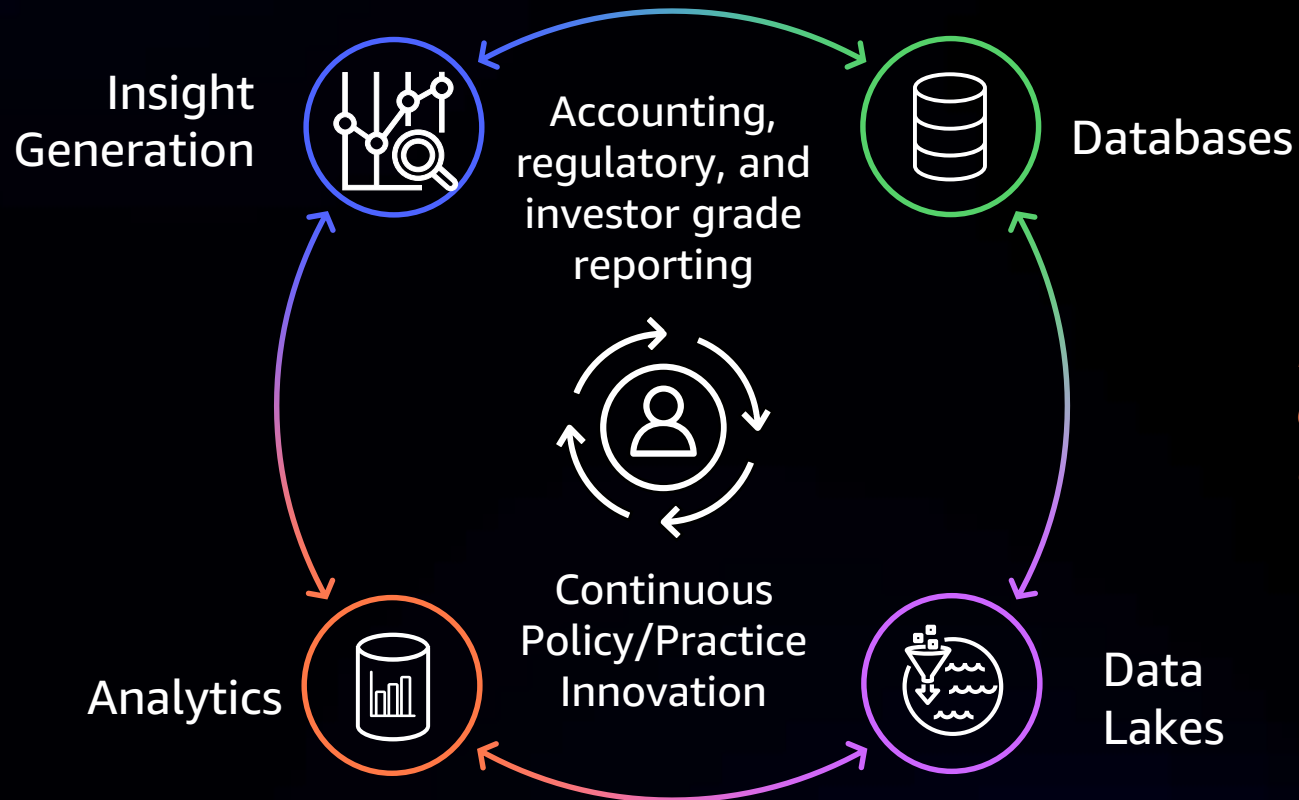 Insight
Generation
Accounting,
regulatory, and
investor grade
reporting
Databases
Continuous
Policy/Practice
Innovation
Analytics
Data
Lakes